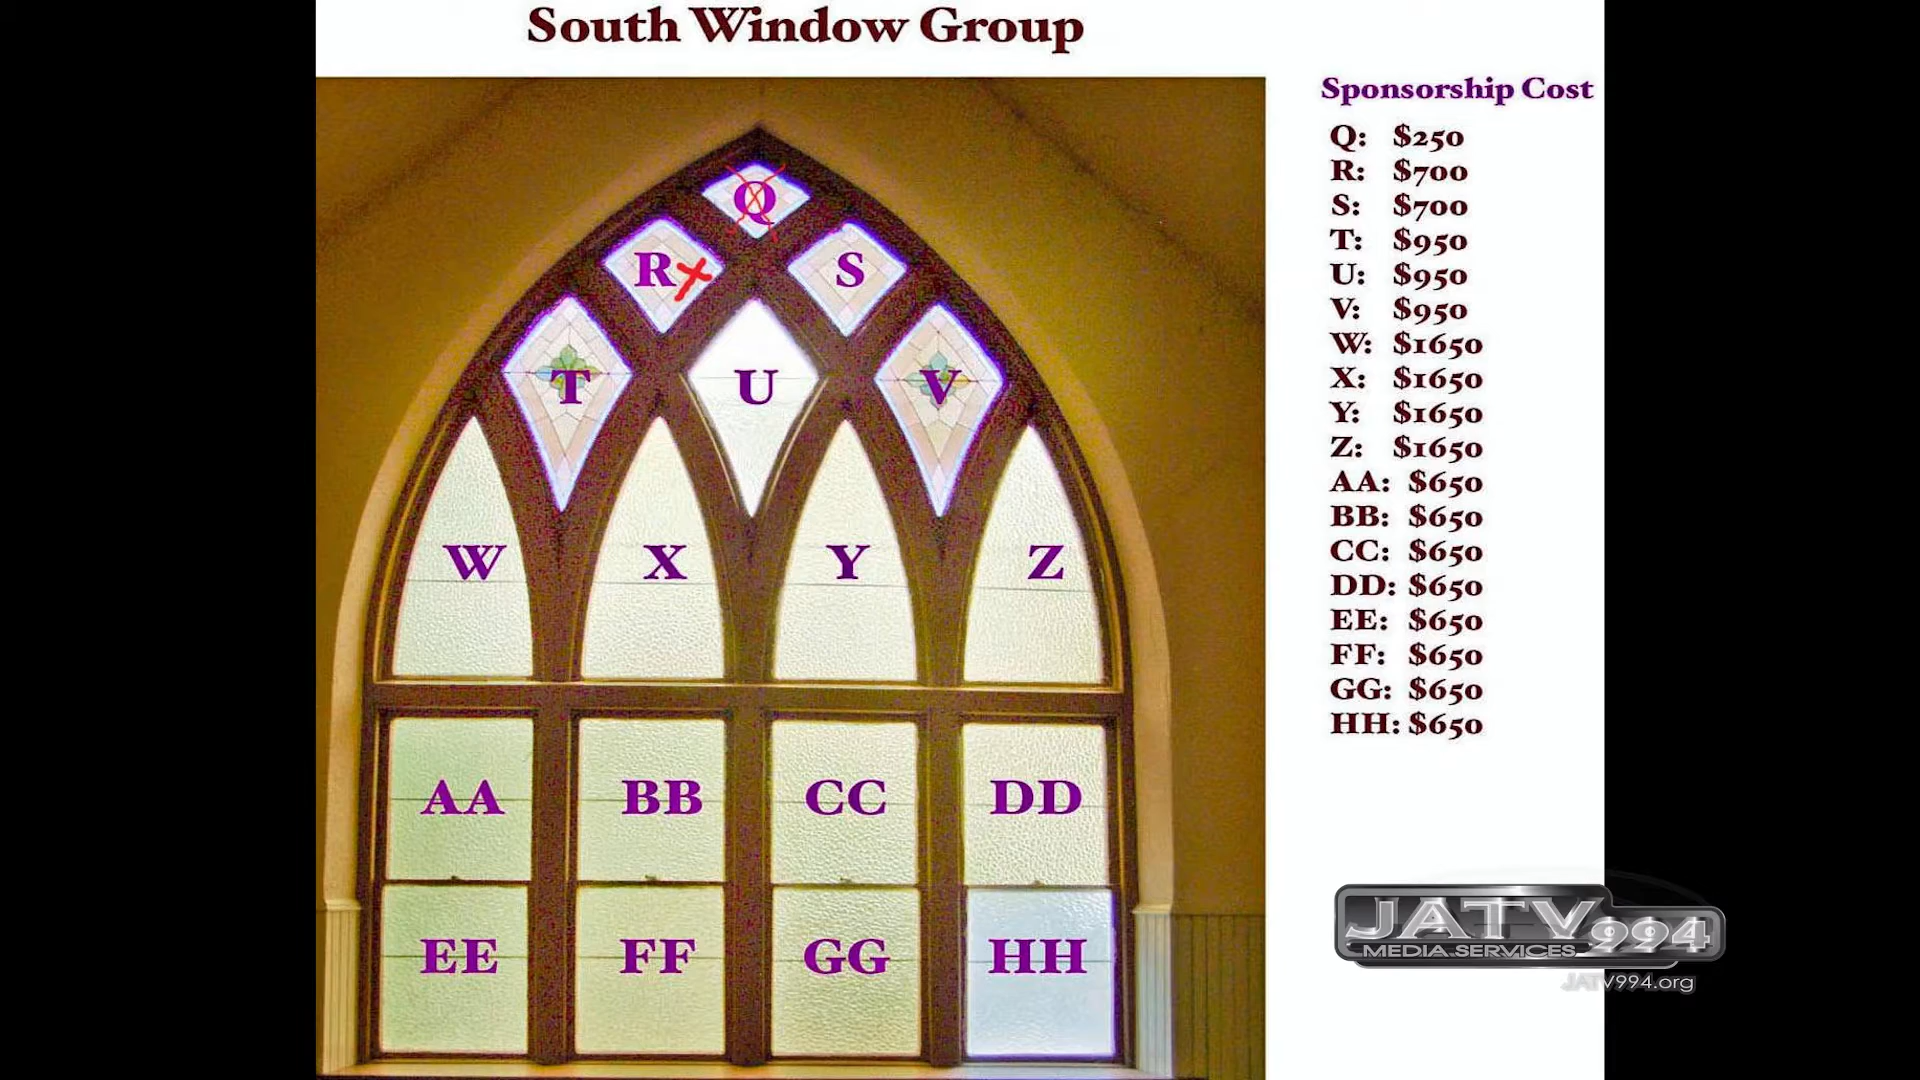 South Window Group
Sponsorship Cost
Q: $250
R: $700
S: $700
T: $950
U: $950
V: $950
W: $1650
X: $1650
Y: $1650
Z: $1650
AA: $650
BB: $650
CC: $650
DD: $650
EE: $650
FF: $650
GG: $650
HH: $650
Q
R S
T U V
W X Y Z
AA BB CC DD
EE FF GG HH
JATV994
MEDIA SERVICES
JATV994.org